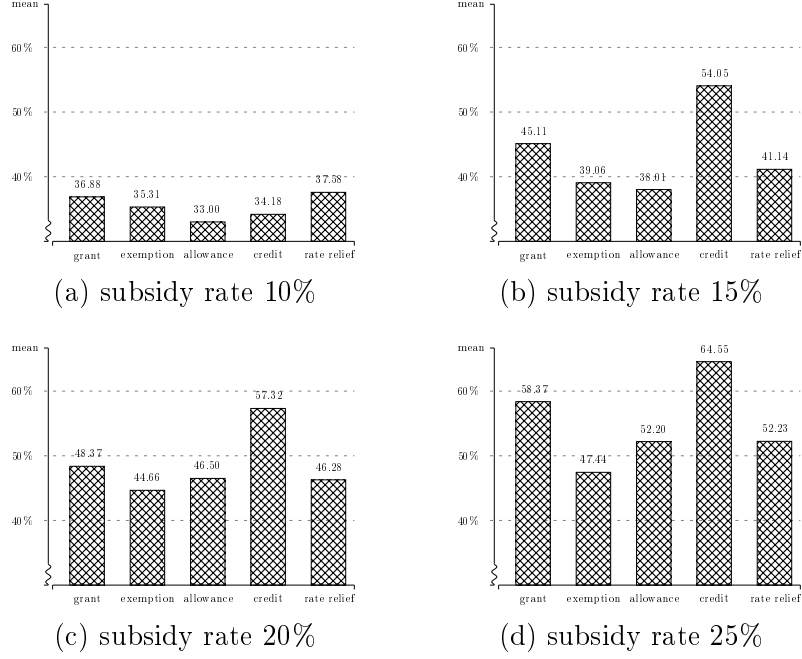 mean
60%
50%
40%
36.88
35.31
33.00
34.18
37.58
grant exemption allowance credit rate relief
(a) subsidy rate 10%
mean
60%
50%
40%
45.11
39.06
38.01
54.05
41.14
grant exemption allowance credit rate relief
(b) subsidy rate 15%
mean
60%
50%
40%
48.37
44.66
46.50
57.32
46.28
grant exemption allowance credit rate relief
(c) subsidy rate 20%
mean
60%
50%
40%
58.37
47.44
52.20
64.55
52.23
grant exemption allowance credit rate relief
(d) subsidy rate 25%